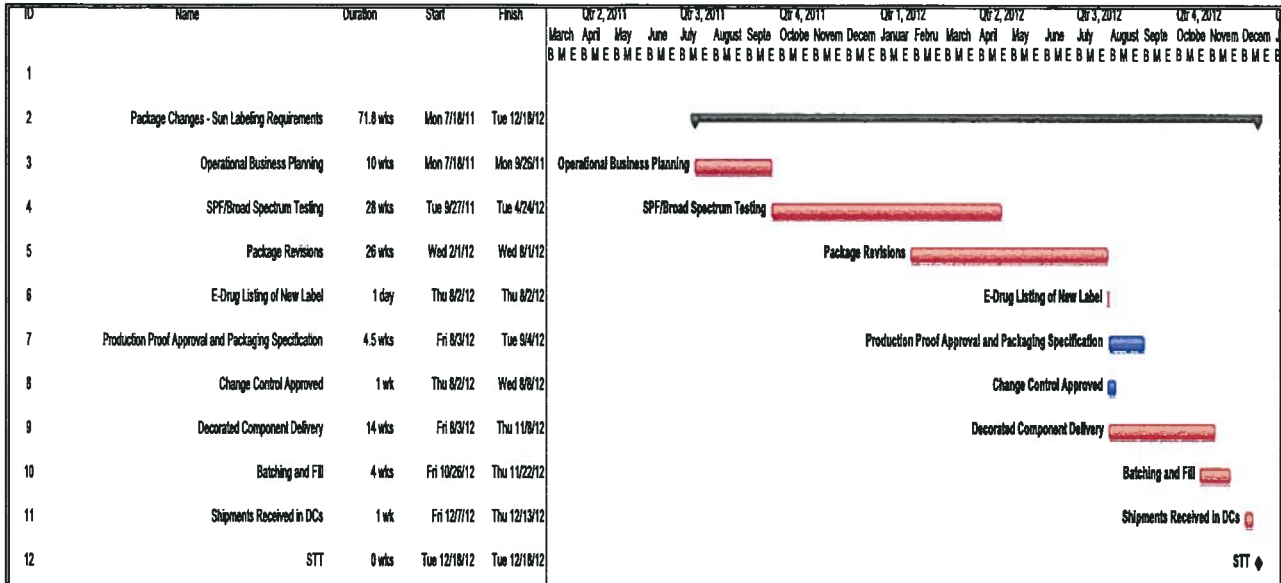 ID Name Duration Start Finish Qtr 2, 2011 Qtr 3, 2011 Qtr 4, 2011 Qtr 1, 2012 Qtr 2, 2012 Qtr 3, 2012 Qtr 4, 2012
March April May June July August Septe Octobe Novem Decem Januar Febru March April May June July August Septe Octobe Novem Decem J
B M E B M E B M E B M E B M E B M E B M E B M E B M E B M E B M E B M E B M E B M E B M E B M E B M E B M E B M E B M E B M E B M E
1
2 Package Changes - Sun Labeling Requirements 71.8 wks Mon 7/18/11 Tue 12/18/12
3 Operational Business Planning 10 wks Mon 7/18/11 Mon 9/26/11 Operational Business Planning
4 SPF/Broad Spectrum Testing 28 wks Tue 9/27/11 Tue 4/24/12 SPF/Broad Spectrum Testing
5 Package Revisions 26 wks Wed 2/1/12 Wed 8/1/12 Package Revisions
6 E-Drug Listing of New Label 1 day Thu 8/2/12 Thu 8/2/12 E-Drug Listing of New Label
7 Production Proof Approval and Packaging Specification 4.5 wks Fri 8/3/12 Tue 9/4/12 Production Proof Approval and Packaging Specification
8 Change Control Approved 1 wk Thu 8/2/12 Wed 8/8/12 Change Control Approved
9 Decorated Component Delivery 14 wks Fri 8/3/12 Thu 11/8/12 Decorated Component Delivery
10 Batching and Fill 4 wks Fri 10/26/12 Thu 11/22/12 Batching and Fill
11 Shipments Received in DCs 1 wk Fri 12/7/12 Thu 12/13/12 Shipments Received in DCs
12 STT 0 wks Tue 12/18/12 Tue 12/18/12 STT